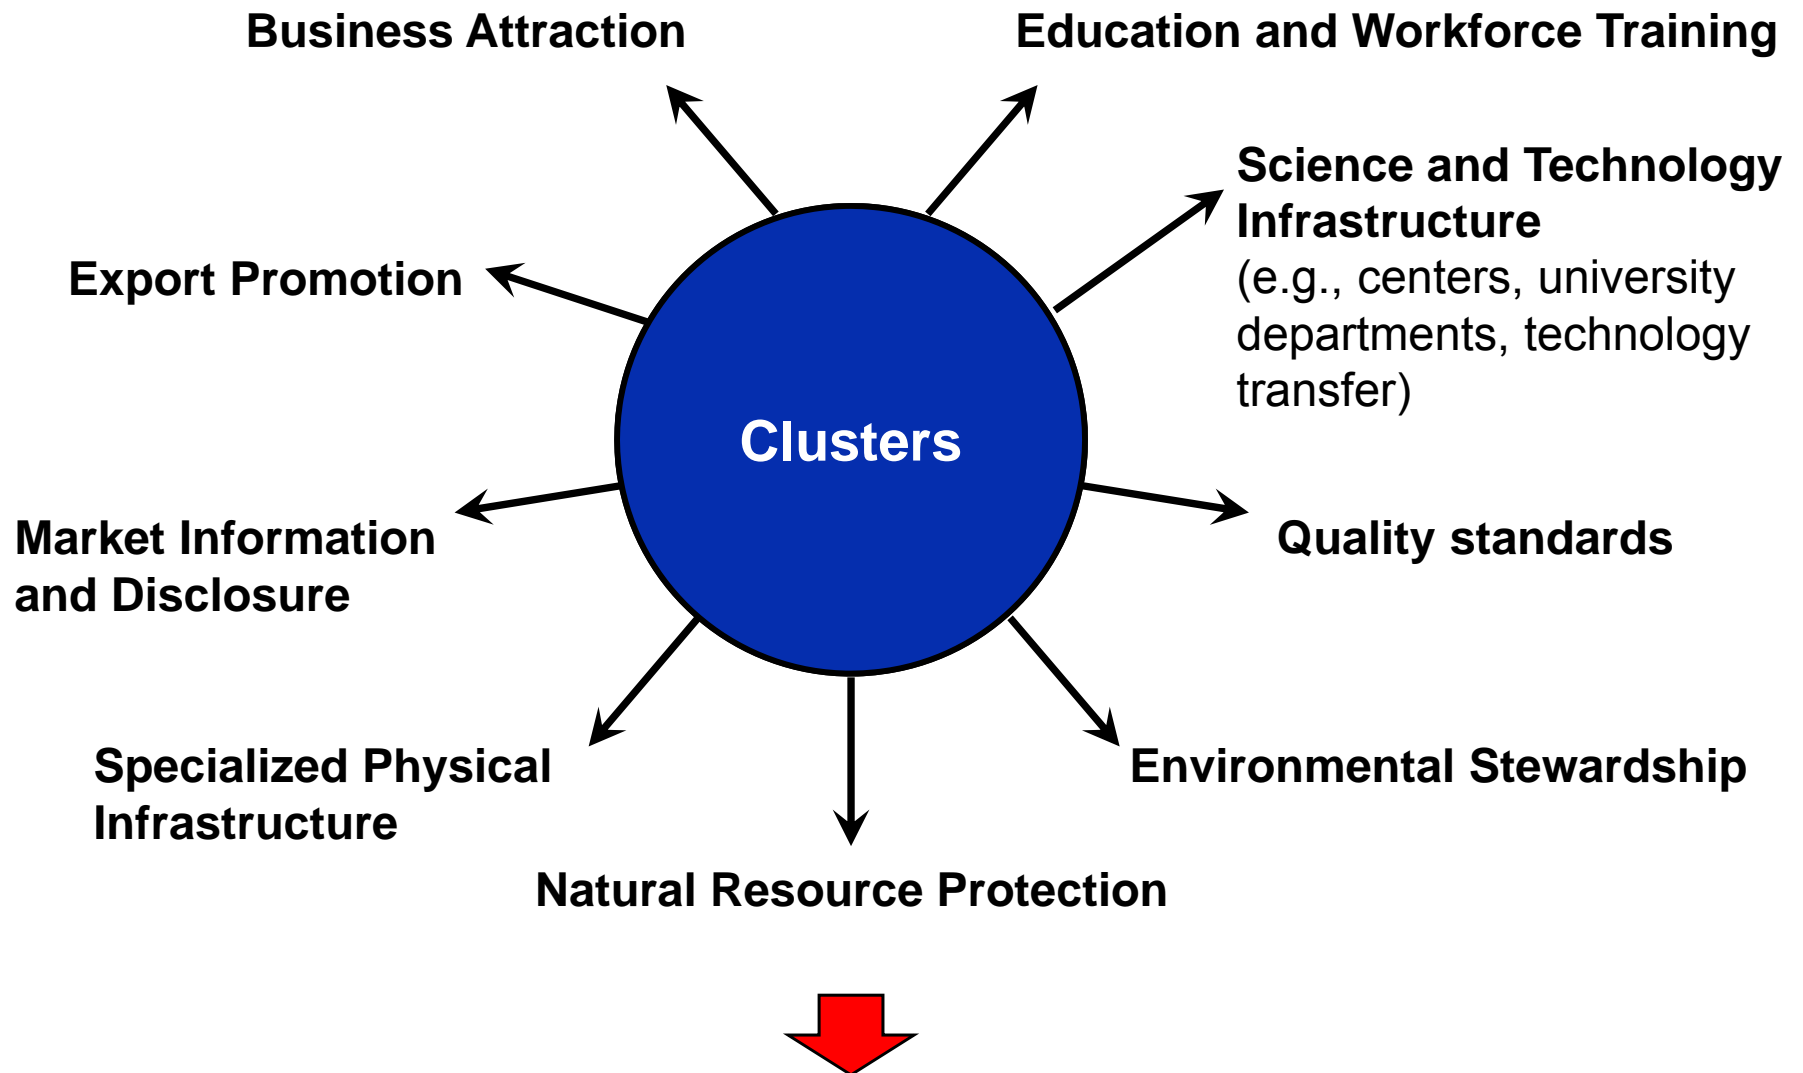 Business Attraction
Education and Workforce Training
Science and Technology
Infrastructure
(e.g., centers, university
departments, technology
transfer)
Export Promotion
Clusters
Market Information
and Disclosure
Quality standards
Specialized Physical
Infrastructure
Environmental Stewardship
Natural Resource Protection